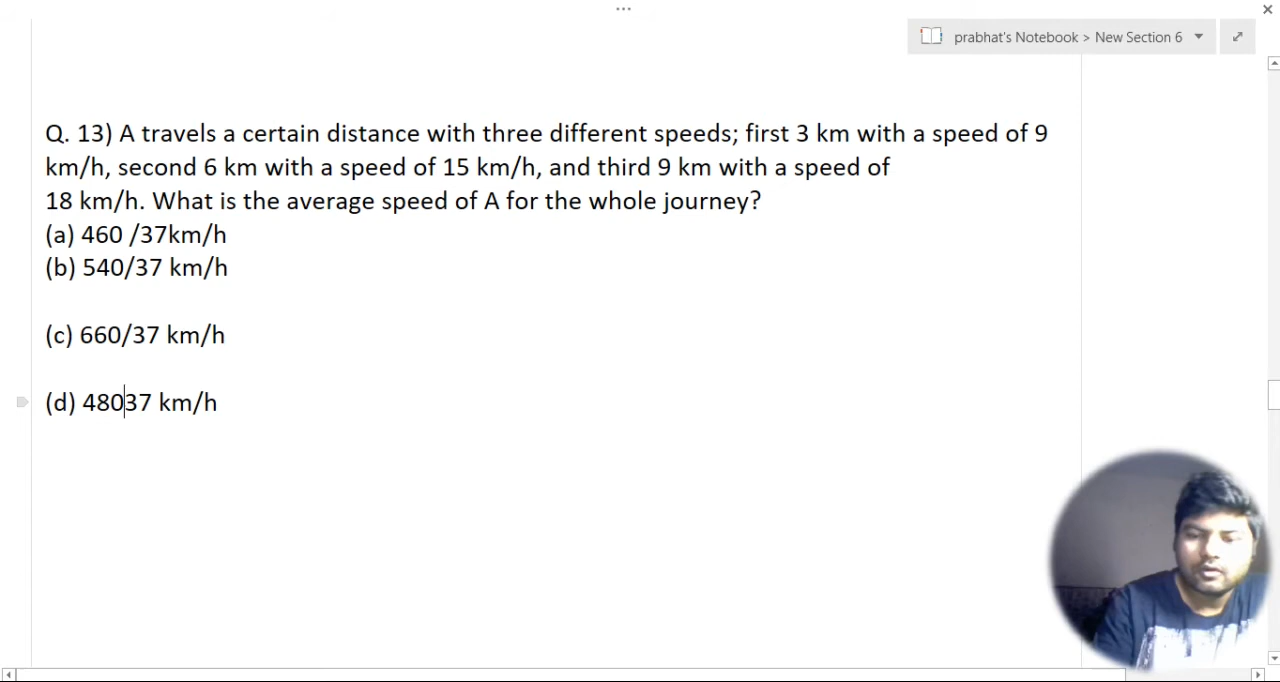 prabhat's Notebook > New Section 6
Q. 13) A travels a certain distance with three different speeds; first 3 km with a speed of 9
km/h, second 6 km with a speed of 15 km/h, and third 9 km with a speed of
18 km/h. What is the average speed of A for the whole journey?
(a) 460 /37km/h
(b) 540/37 km/h
(c) 660/37 km/h
(d) 48037 km/h